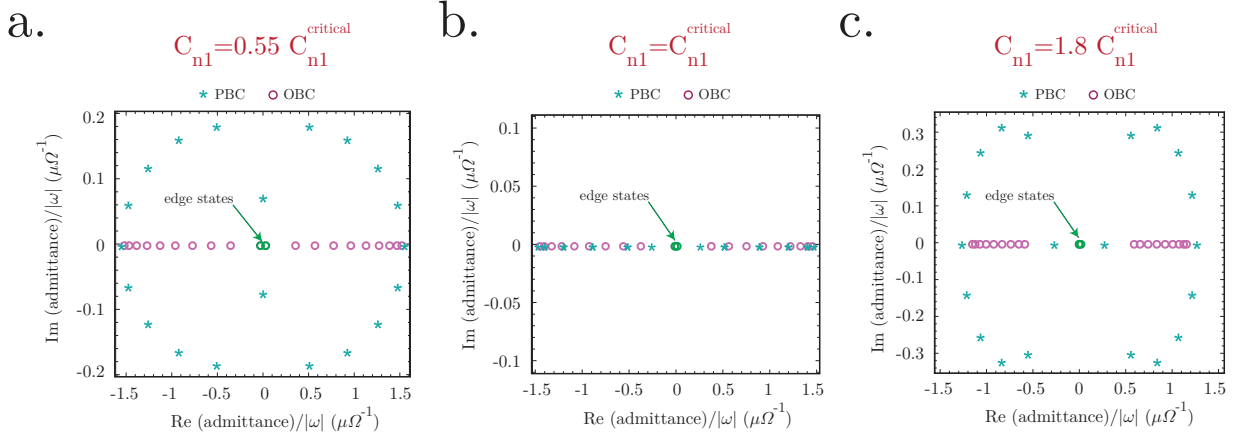 a.
C_n1=0.55 C_n1^critical
* PBC o OBC
0.2
0.1
0
-0.1
-0.2
edge states
-1.5 -1 -0.5 0 0.5 1 1.5
Im (admittance)/|ω| (μΩ^-1)
Re (admittance)/|ω| (μΩ^-1)
b.
C_n1=C_n1^critical
* PBC o OBC
0.1
0.05
0
-0.05
-0.1
edge states
-1.5 -1 -0.5 0 0.5 1 1.5
Im (admittance)/|ω| (μΩ^-1)
Re (admittance)/|ω| (μΩ^-1)
c.
C_n1=1.8 C_n1^critical
* PBC o OBC
0.3
0.2
0.1
0
-0.1
-0.2
-0.3
edge states
-1.5 -1 -0.5 0 0.5 1 1.5
Im (admittance)/|ω| (μΩ^-1)
Re (admittance)/|ω| (μΩ^-1)